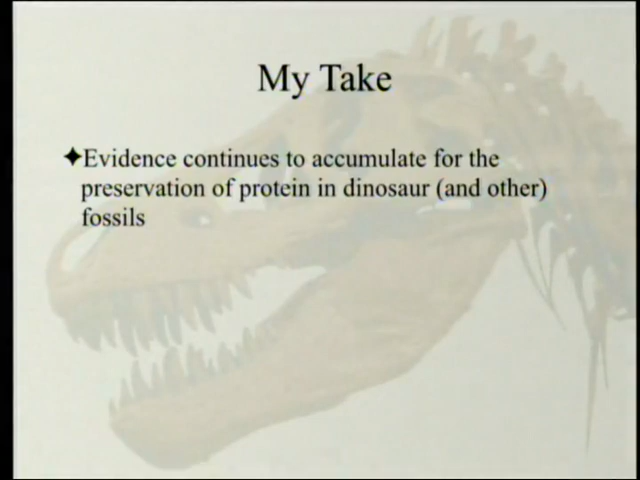 My Take
✦Evidence continues to accumulate for the
preservation of protein in dinosaur (and other)
fossils